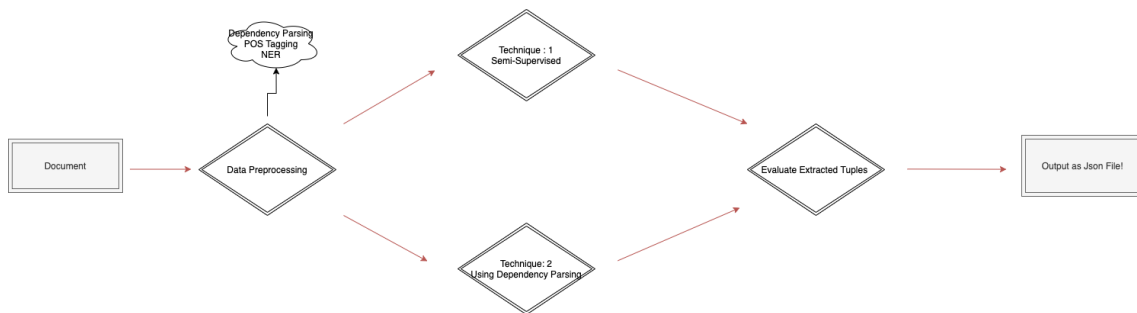 Dependency Parsing
POS Tagging
NER
Technique : 1
Semi-Supervised
Document
Data Preprocessing
Evaluate Extracted Tuples
Output as Json File!
Technique: 2
Using Dependency Parsing